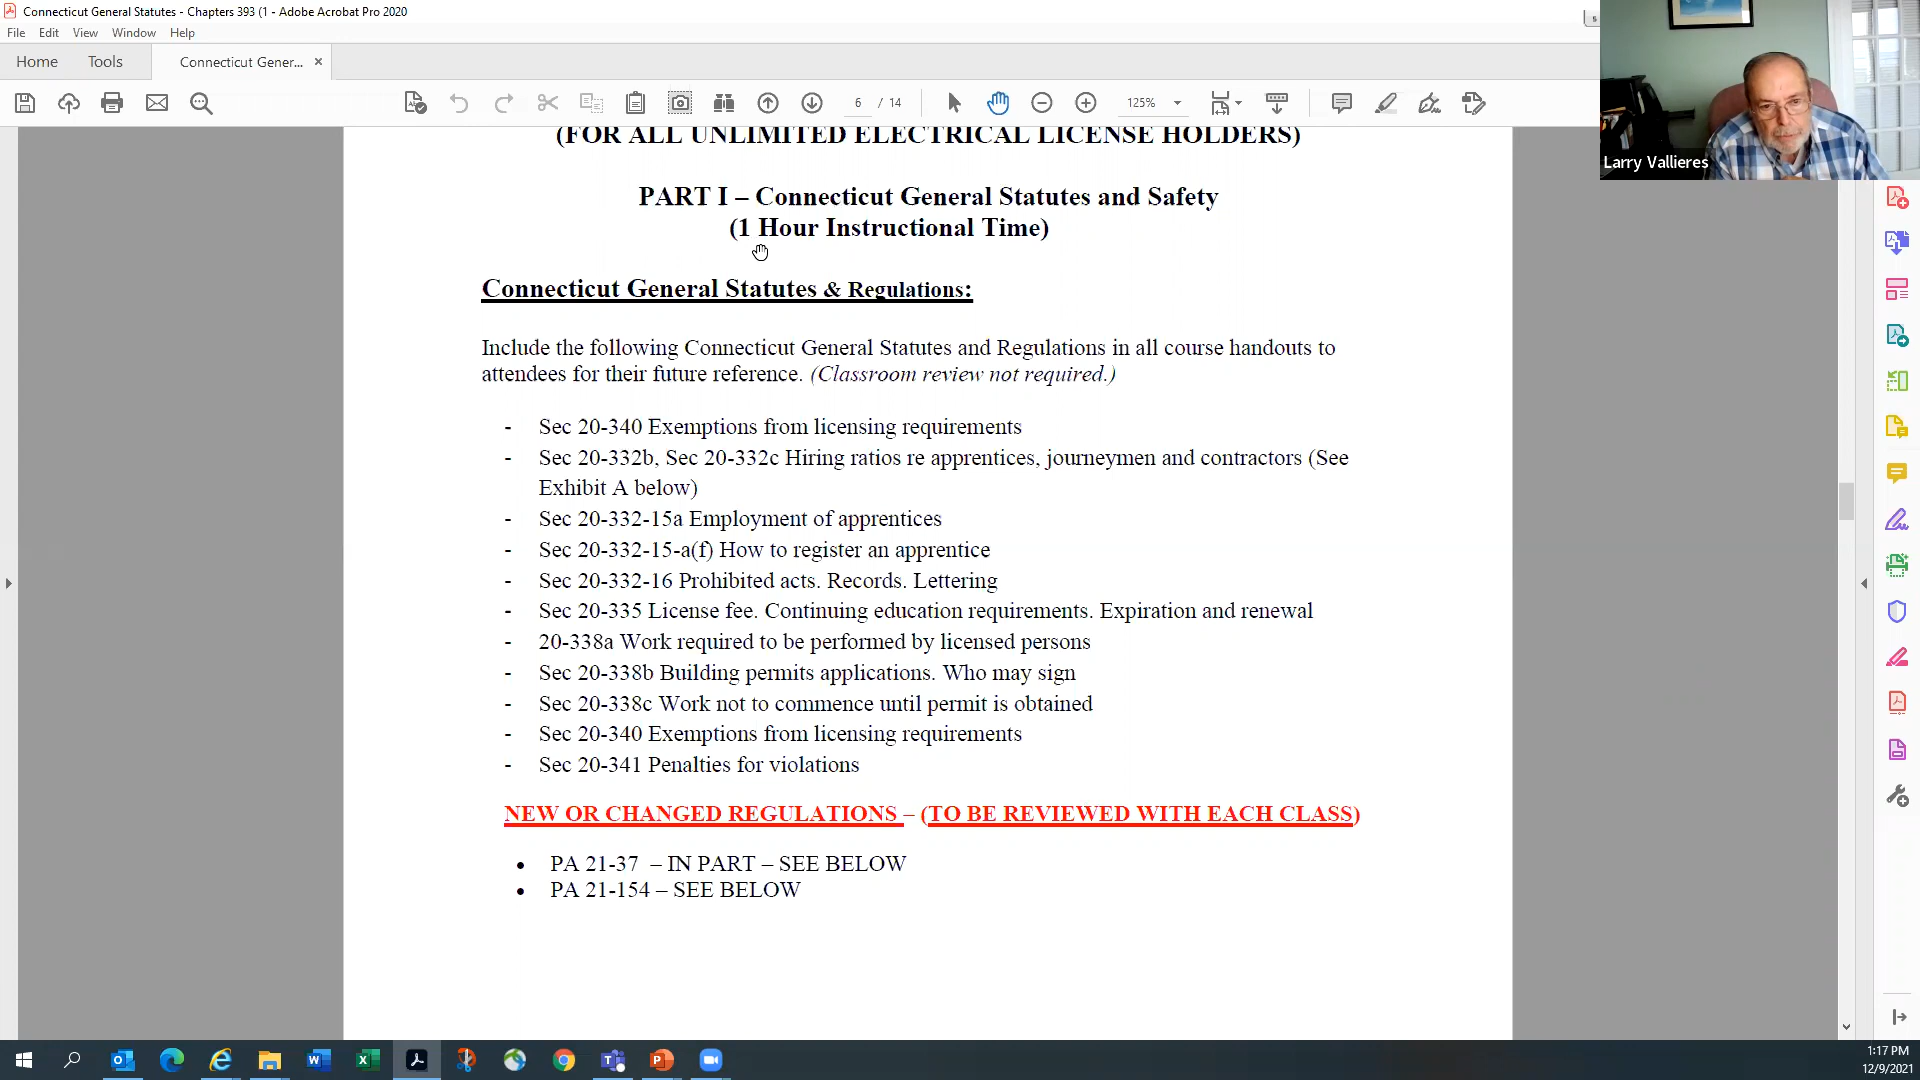 Connecticut General Statutes - Chapters 393 (1 - Adobe Acrobat Pro 2020
File Edit View Window Help
Home Tools Connecticut Gener... ×
6 / 14 125%
Larry Vallieres
(FOR ALL UNLIMITED ELECTRICAL LICENSE HOLDERS)
PART I – Connecticut General Statutes and Safety
(1 Hour Instructional Time)
Connecticut General Statutes & Regulations:
Include the following Connecticut General Statutes and Regulations in all course handouts to
attendees for their future reference. (Classroom review not required.)
- Sec 20-340 Exemptions from licensing requirements
- Sec 20-332b, Sec 20-332c Hiring ratios re apprentices, journeymen and contractors (See
Exhibit A below)
- Sec 20-332-15a Employment of apprentices
- Sec 20-332-15-a(f) How to register an apprentice
- Sec 20-332-16 Prohibited acts. Records. Lettering
- Sec 20-335 License fee. Continuing education requirements. Expiration and renewal
- 20-338a Work required to be performed by licensed persons
- Sec 20-338b Building permits applications. Who may sign
- Sec 20-338c Work not to commence until permit is obtained
- Sec 20-340 Exemptions from licensing requirements
- Sec 20-341 Penalties for violations
NEW OR CHANGED REGULATIONS – (TO BE REVIEWED WITH EACH CLASS)
• PA 21-37 – IN PART – SEE BELOW
• PA 21-154 – SEE BELOW
1:17 PM
12/9/2021